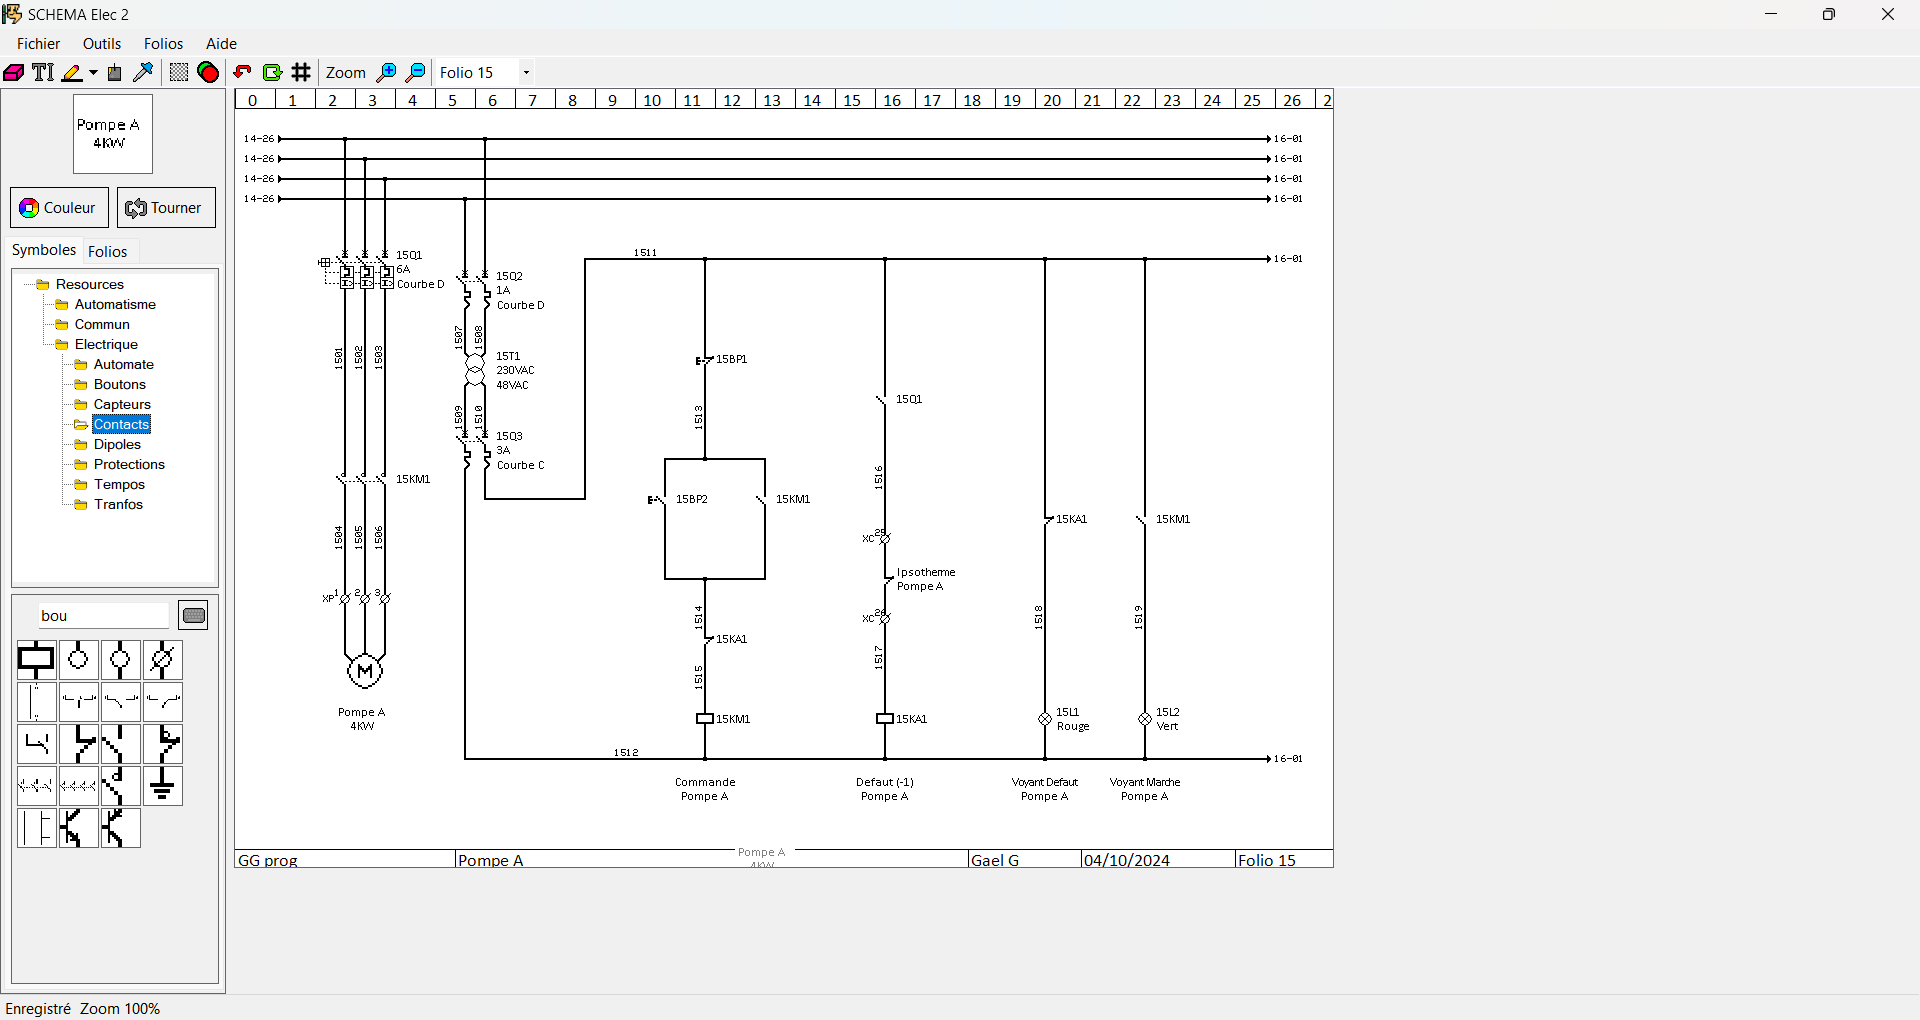 SCHEMA Elec 2
Fichier Outils Folios Aide
Zoom Folio 15
Pompe A
4KW
Couleur Tourner
Symboles Folios
Resources
Automatisme
Commun
Electrique
Automate
Boutons
Capteurs
Contacts
Dipoles
Protections
Tempos
Tranfos
bou
0 1 2 3 4 5 6 7 8 9 10 11 12 13 14 15 16 17 18 19 20 21 22 23 24 25 26 2
14-26 16-01
14-26 16-01
14-26 16-01
14-26 16-01
15Q1
6A
Courbe D
1501 1502 1503
15KM1
1504 1505 1506
XP 1 2 3
M
Pompe A
4KW
15Q2
1A
Courbe D
1507 1508
15T1
230VAC
48VAC
1509 1510
15Q3
3A
Courbe C
1511 16-01
15BP1
1513
15BP2 15KM1
1514
15KA1
1515
15KM1
15Q1
1516
XC 25
Ipsotherme
Pompe A
XC 26
1517
15KA1
15KA1
1518
15L1
Rouge
15KM1
1519
15L2
Vert
1512 16-01
Commande
Pompe A
Defaut (-1)
Pompe A
Voyant Defaut
Pompe A
Voyant Marche
Pompe A
Pompe A
4KW
GG prog Pompe A Gael G 04/10/2024 Folio 15
Enregistré Zoom 100%